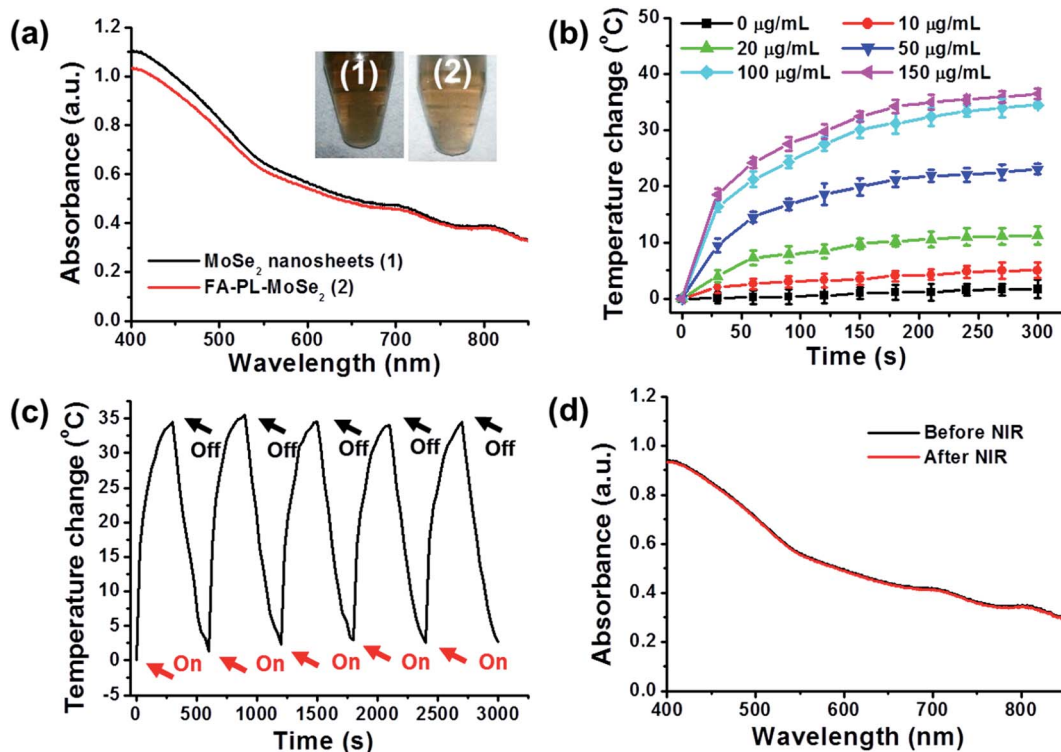 (a)
Absorbance (a.u.)
1.2
1.0
0.8
0.6
0.4
0.2
0.0
(1) (2)
MoSe₂ nanosheets (1)
FA-PL-MoSe₂ (2)
400 500 600 700 800
Wavelength (nm)
(b)
Temperature change (°C)
50
40
30
20
10
0
0 μg/mL 10 μg/mL
20 μg/mL 50 μg/mL
100 μg/mL 150 μg/mL
0 50 100 150 200 250 300
Time (s)
(c)
Temperature change (°C)
35
30
25
20
15
10
5
0
-5
Off Off Off Off Off
On On On On On
0 500 1000 1500 2000 2500 3000
Time (s)
(d)
Absorbance (a.u.)
1.2
1.0
0.8
0.6
0.4
0.2
0.0
Before NIR
After NIR
400 500 600 700 800
Wavelength (nm)